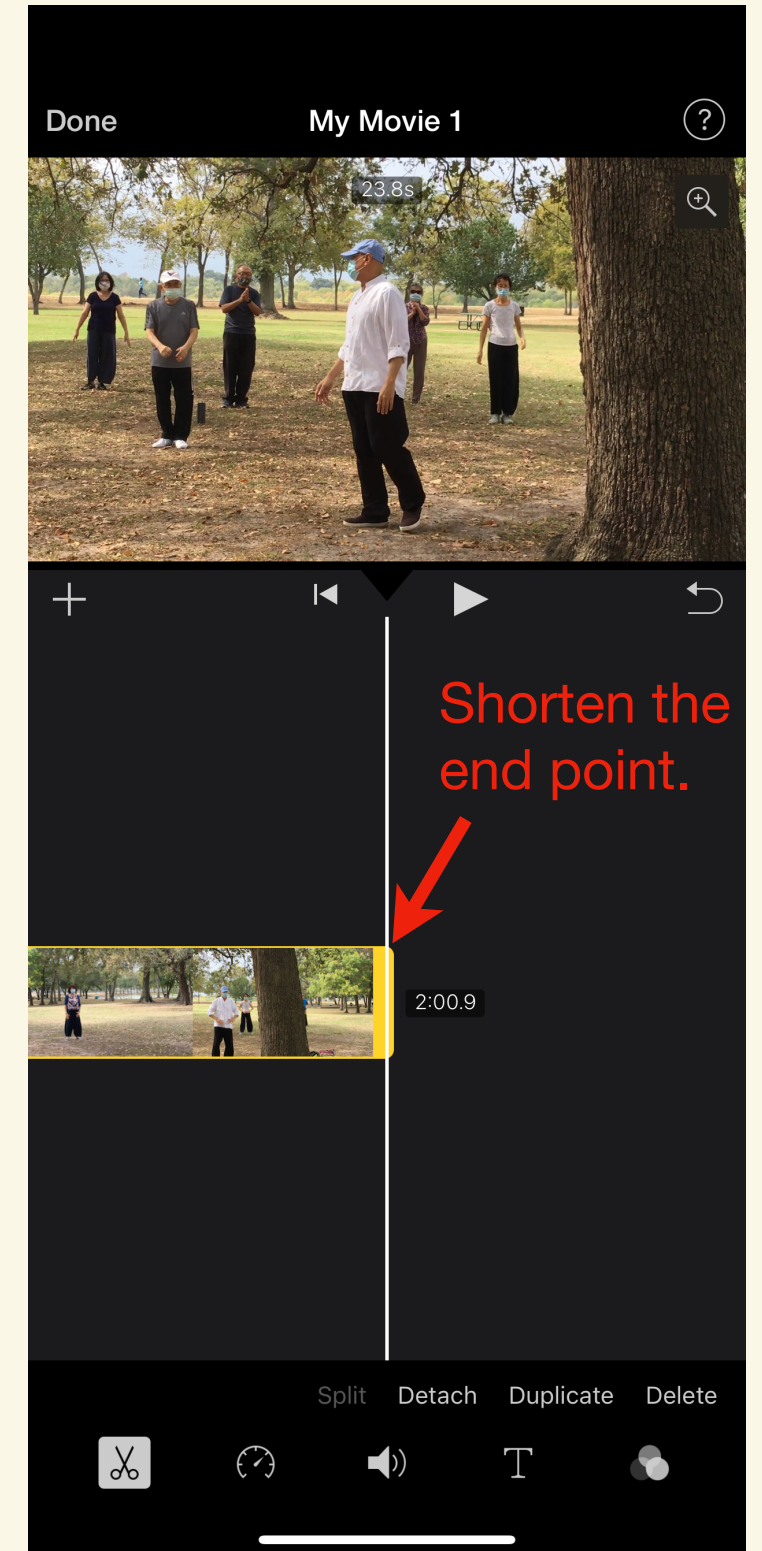 Done My Movie 1 ?
23.8s
Shorten the
end point.
2:00.9
Split Detach Duplicate Delete
T